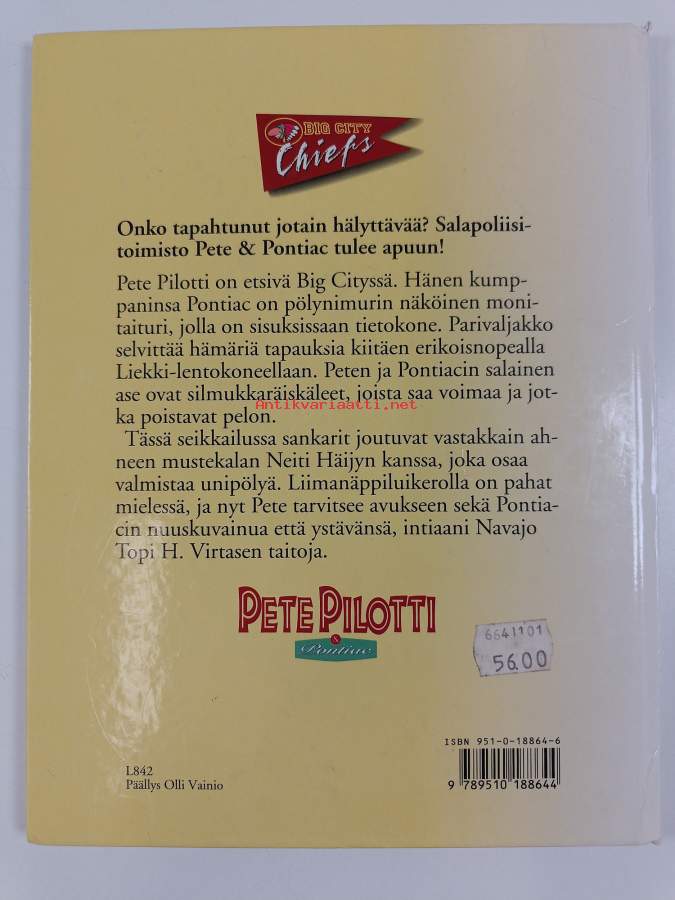 BIG CITY
Chiefs
Onko tapahtunut jotain hälyttävää? Salapoliisi-
toimisto Pete & Pontiac tulee apuun!
Pete Pilotti on etsivä Big Cityssä. Hänen kump-
paninsa Pontiac on pölynimurin näköinen moni-
taituri, jolla on sisuksissaan tietokone. Parivaljakko
selvittää hämäriä tapauksia kiitäen erikoisnopealla
Liekki-lentokoneellaan. Peten ja Pontiacin salainen
ase ovat silmukkaräiskäleet, joista saa voimaa ja jot-
ka poistavat pelon.
Antikvariaatti.net
Tässä seikkailussa sankarit joutuvat vastakkain ah-
neen mustekalan Neiti Häijyn kanssa, joka osaa
valmistaa unipölyä. Liimanäppiluikerolla on pahat
mielessä, ja nyt Pete tarvitsee avukseen sekä Pontia-
cin nuuskuvainua että ystävänsä, intiaani Navajo
Topi H. Virtasen taitoja.
PETE PILOTTI
&
Pontiac
6641101
56.00
ISBN 951-0-18864-6
9 789510 188644
L842
Päällys Olli Vainio